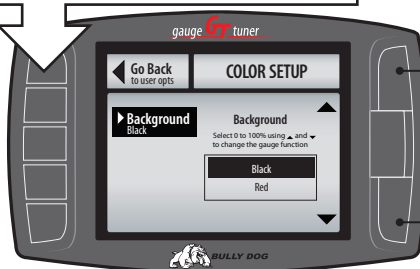 gauge GT tuner
Go Back
to user opts
COLOR SETUP
Background
Black
Background
Select 0 to 100% using ▲ and ▼
to change the gauge function
Black
Red
BULLY DOG